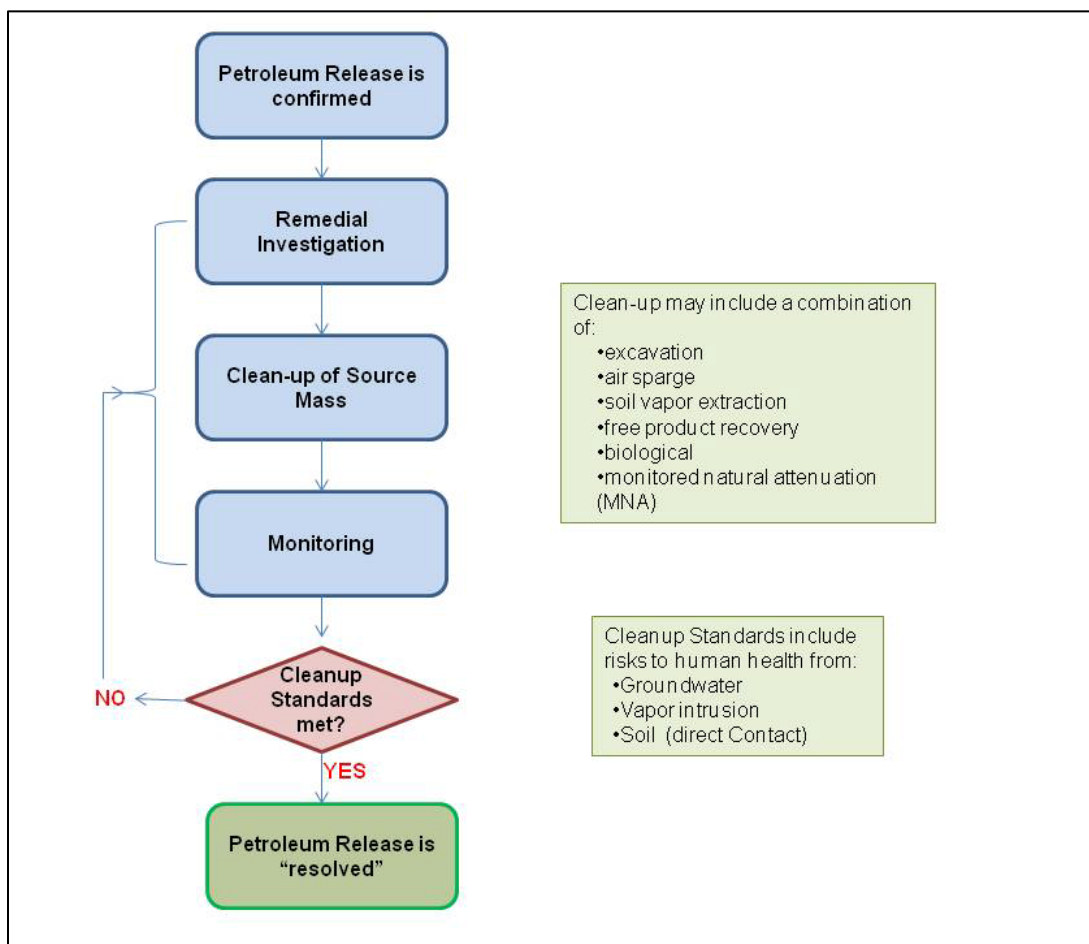 Petroleum Release is
confirmed
Remedial
Investigation
Clean-up of Source
Mass
Monitoring
Cleanup
Standards
met?
NO
YES
Petroleum Release is
“resolved”
Clean-up may include a combination
of:
•excavation
•air sparge
•soil vapor extraction
•free product recovery
•biological
•monitored natural attenuation
(MNA)
Cleanup Standards include
risks to human health from:
•Groundwater
•Vapor intrusion
•Soil (direct Contact)